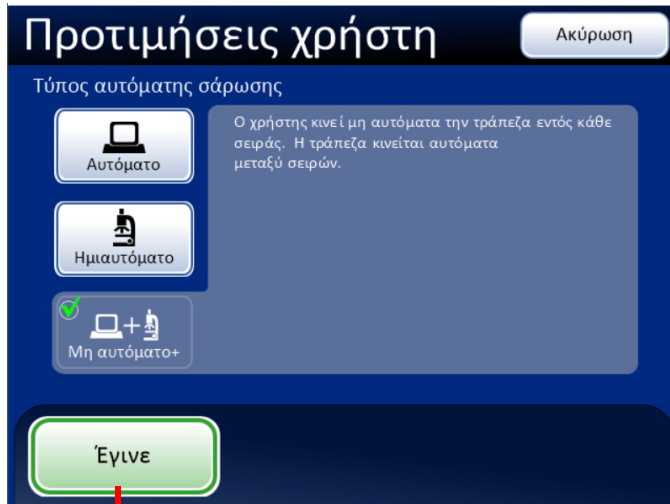 Προτιμήσεις χρήστη
Ακύρωση
Τύπος αυτόματης σάρωσης
Αυτόματο
Ο χρήστης κινεί μη αυτόματα την τράπεζα εντός κάθε
σειράς. Η τράπεζα κινείται αυτόματα
μεταξύ σειρών.
Ημιαυτόματο
Μη αυτόματο+
Έγινε